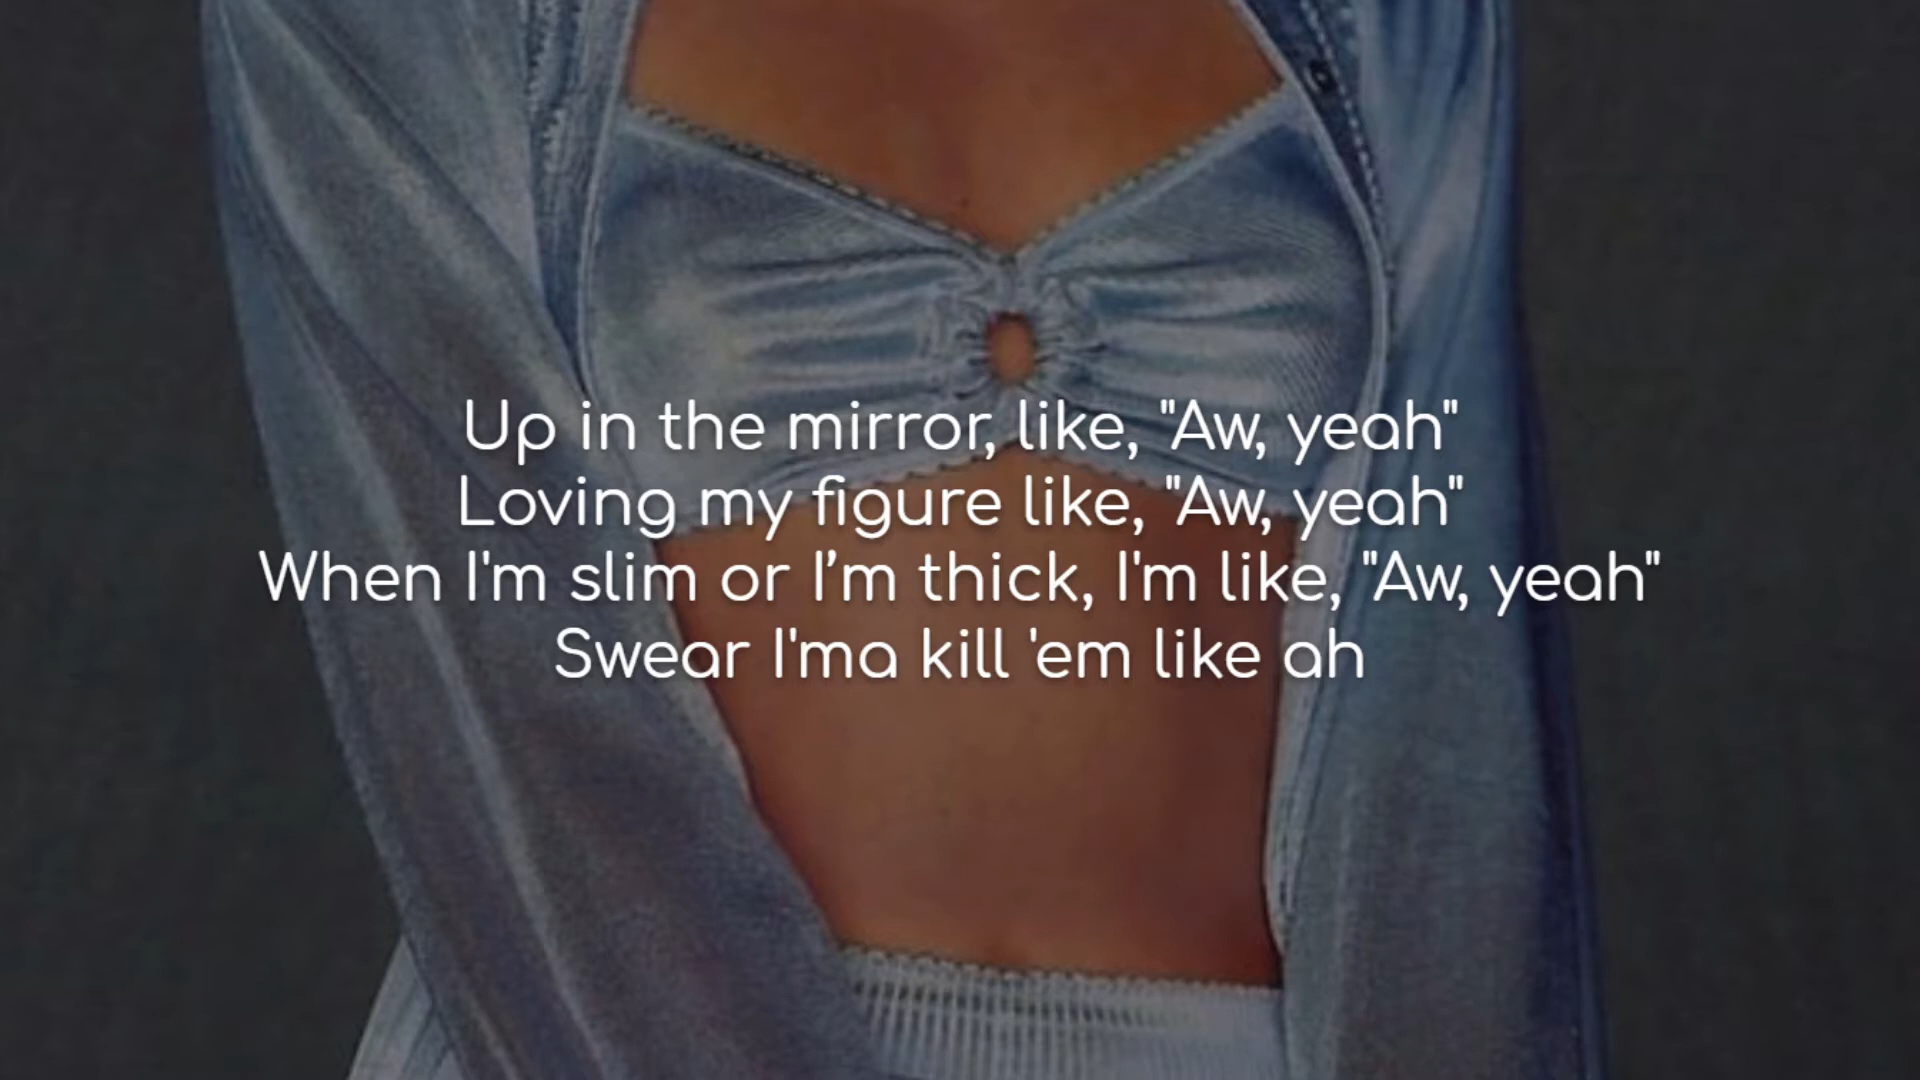 Up in the mirror, like, "Aw, yeah"
Loving my figure like, "Aw, yeah"
When I'm slim or I’m thick, I'm like, "Aw, yeah"
Swear I'ma kill 'em like ah